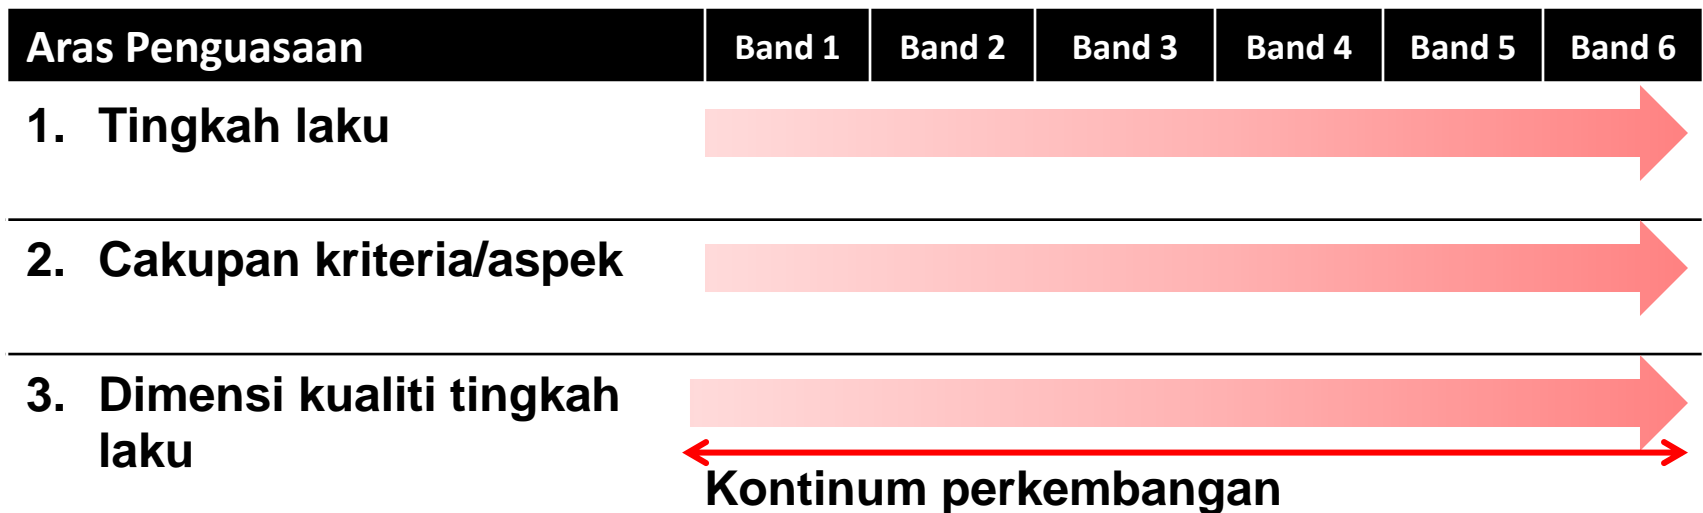 Aras Penguasaan Band 1 Band 2 Band 3 Band 4 Band 5 Band 6
1. Tingkah laku
2. Cakupan kriteria/aspek
3. Dimensi kualiti tingkah
laku
Kontinum perkembangan